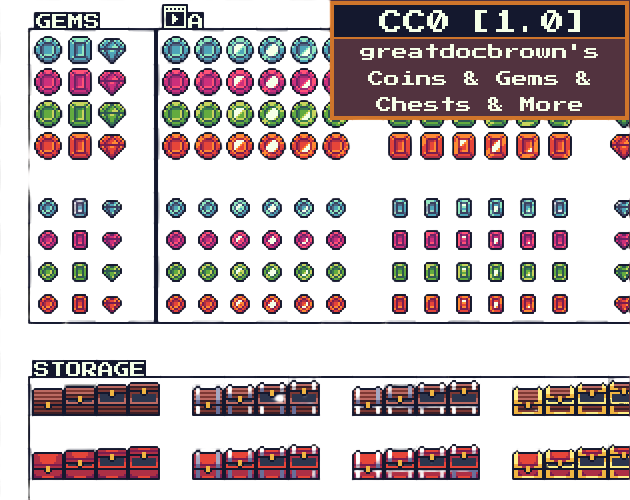 GEMS
A
CC0 [1.0]
greatdocbrown's
Coins & Gems &
Chests & More
STORAGE